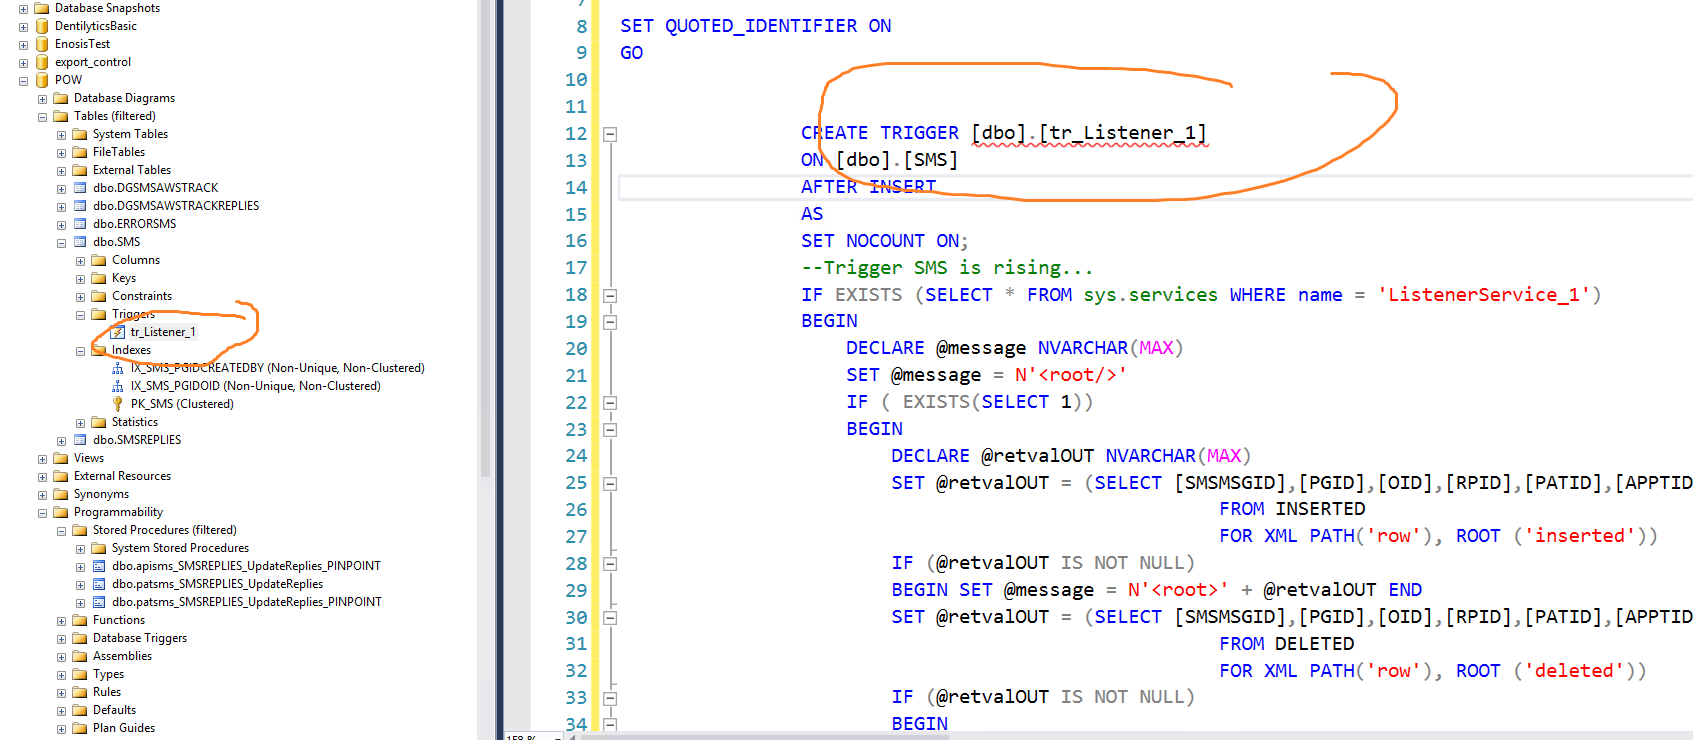 Database Snapshots
DentilyticsBasic
EnosisTest
export_control
POW
Database Diagrams
Tables (filtered)
System Tables
FileTables
External Tables
dbo.DGSMSAWSTRACK
dbo.DGSMSAWSTRACKREPLIES
dbo.ERRORSMS
dbo.SMS
Columns
Keys
Constraints
Triggers
tr_Listener_1
Indexes
IX_SMS_PGIDCREATEDBY (Non-Unique, Non-Clustered)
IX_SMS_PGIDOID (Non-Unique, Non-Clustered)
PK_SMS (Clustered)
Statistics
dbo.SMSREPLIES
Views
External Resources
Synonyms
Programmability
Stored Procedures (filtered)
System Stored Procedures
dbo.apisms_SMSREPLIES_UpdateReplies_PINPOINT
dbo.patsms_SMSREPLIES_UpdateReplies
dbo.patsms_SMSREPLIES_UpdateReplies_PINPOINT
Functions
Database Triggers
Assemblies
Types
Rules
Defaults
Plan Guides
8 SET QUOTED_IDENTIFIER ON
9 GO
10
11
12 CREATE TRIGGER [dbo].[tr_Listener_1]
13 ON [dbo].[SMS]
14 AFTER INSERT
15 AS
16 SET NOCOUNT ON;
17 --Trigger SMS is rising...
18 IF EXISTS (SELECT * FROM sys.services WHERE name = 'ListenerService_1')
19 BEGIN
20 DECLARE @message NVARCHAR(MAX)
21 SET @message = N'<root/>'
22 IF ( EXISTS(SELECT 1))
23 BEGIN
24 DECLARE @retvalOUT NVARCHAR(MAX)
25 SET @retvalOUT = (SELECT [SMSMSGID],[PGID],[OID],[RPID],[PATID],[APPTID
26 FROM INSERTED
27 FOR XML PATH('row'), ROOT ('inserted'))
28 IF (@retvalOUT IS NOT NULL)
29 BEGIN SET @message = N'<root>' + @retvalOUT END
30 SET @retvalOUT = (SELECT [SMSMSGID],[PGID],[OID],[RPID],[PATID],[APPTID
31 FROM DELETED
32 FOR XML PATH('row'), ROOT ('deleted'))
33 IF (@retvalOUT IS NOT NULL)
34 BEGIN
158 %